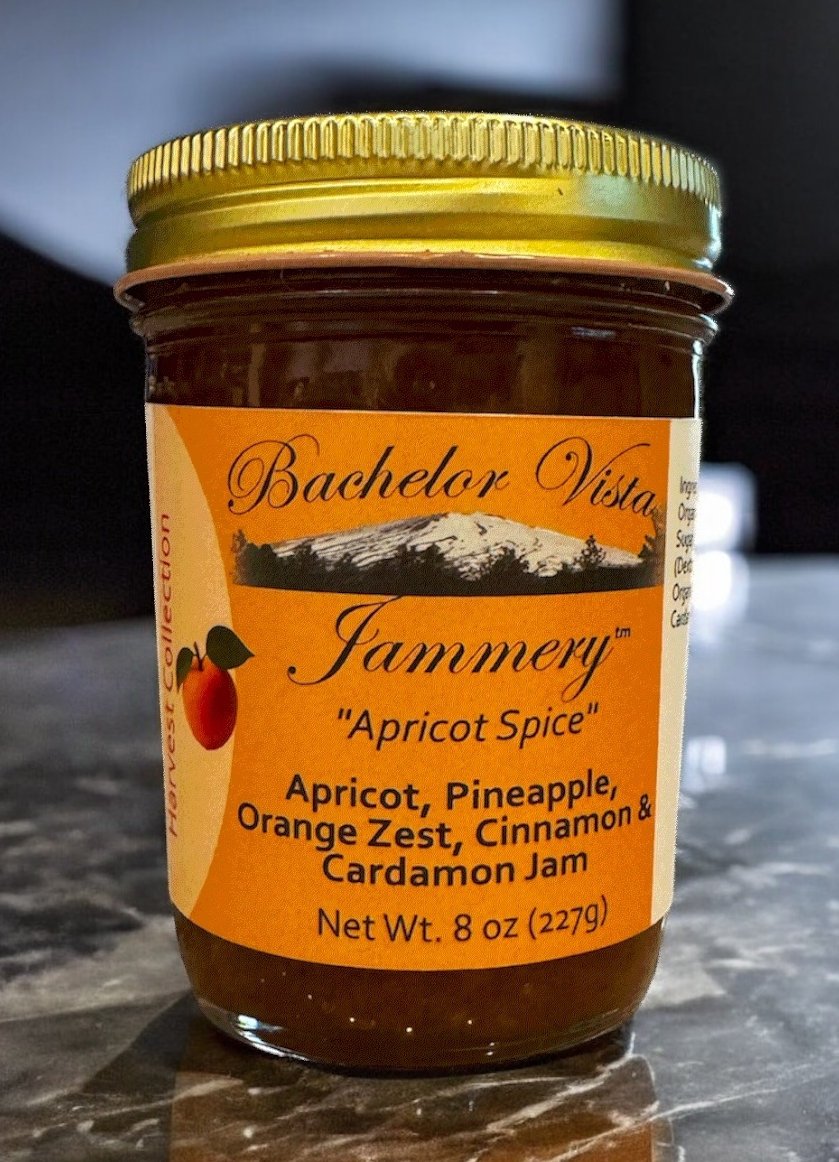 Bachelor Vista
Jammery™
"Apricot Spice"
Apricot, Pineapple,
Orange Zest, Cinnamon &
Cardamon Jam
Net Wt. 8 oz (227g)
Harvest Collection